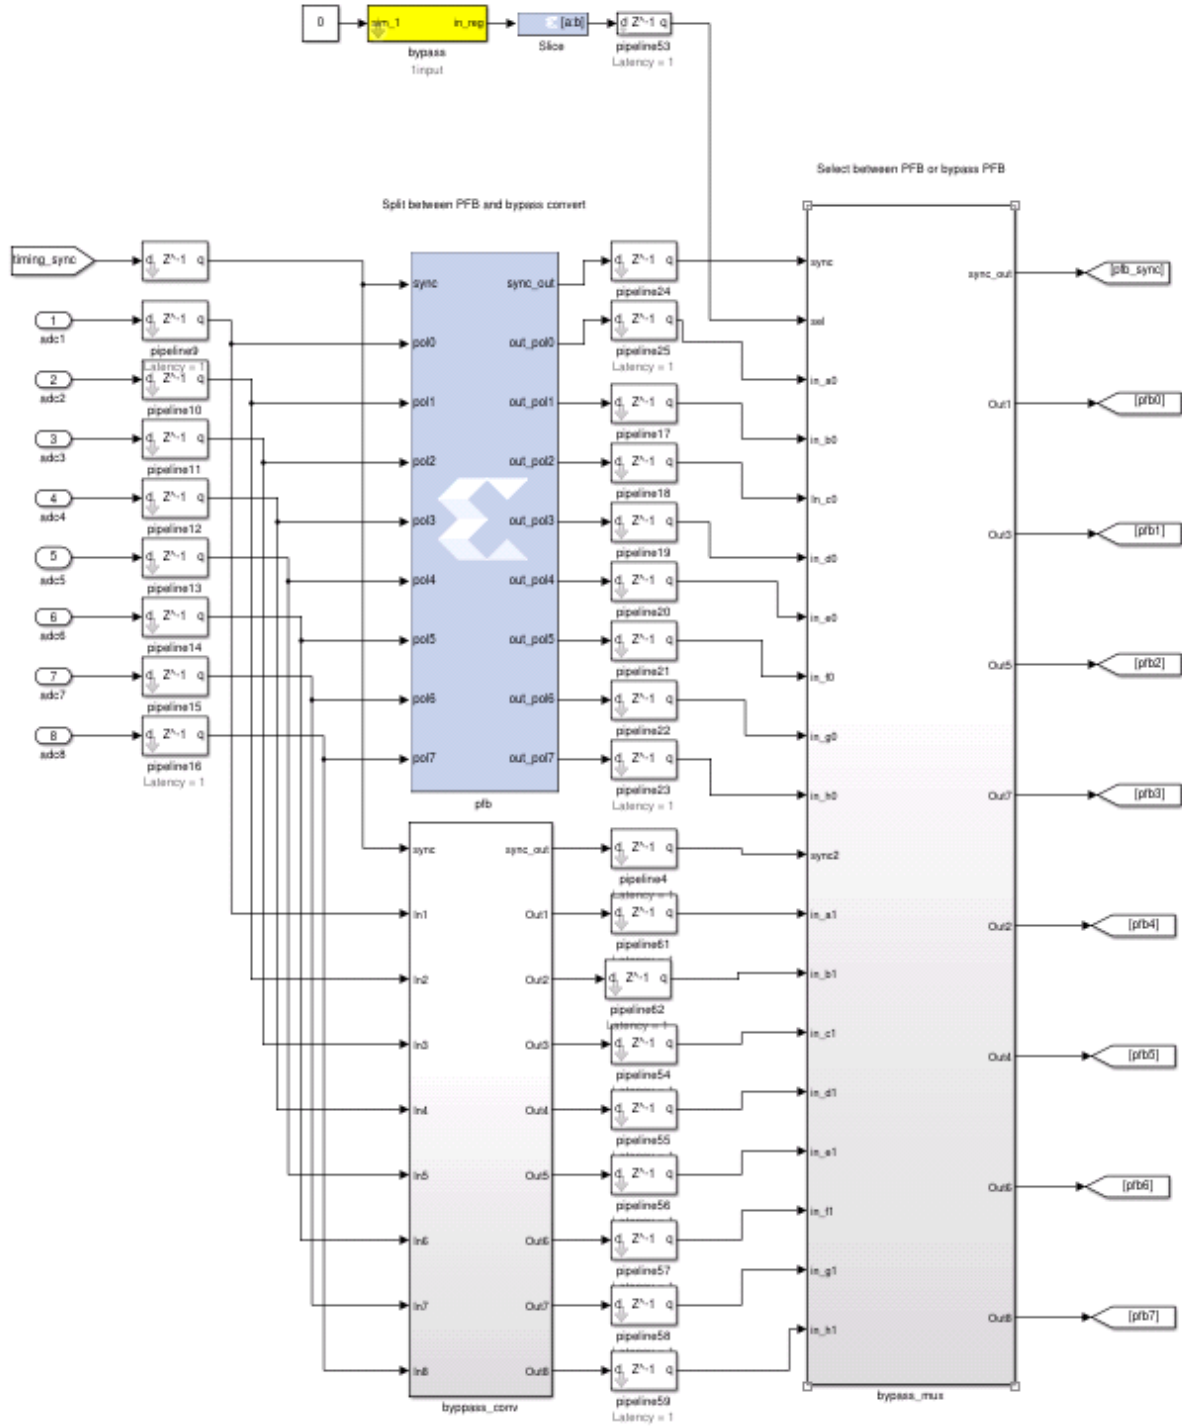 0
sim_1 in_reg
bypass
1input
[a:b]
Slice
d Z^-1 q
pipeline53
Latency = 1
Select between PFB or bypass PFB
Split between PFB and bypass convert
timing_sync
d Z^-1 q
1
adc1
d Z^-1 q
pipeline9
Latency = 1
2
adc2
d Z^-1 q
pipeline10
3
adc3
d Z^-1 q
pipeline11
4
adc4
d Z^-1 q
pipeline12
5
adc5
d Z^-1 q
pipeline13
6
adc6
d Z^-1 q
pipeline14
7
adc7
d Z^-1 q
pipeline15
8
adc8
d Z^-1 q
pipeline16
Latency = 1
sync sync_out
pol0 out_pol0
pol1 out_pol1
pol2 out_pol2
pol3 out_pol3
pol4 out_pol4
pol5 out_pol5
pol6 out_pol6
pol7 out_pol7
pfb
sync sync_out
In1 Out1
In2 Out2
In3 Out3
In4 Out4
In5 Out5
In6 Out6
In7 Out7
In8 Out8
byppass_conv
d Z^-1 q
pipeline24
d Z^-1 q
pipeline25
Latency = 1
d Z^-1 q
pipeline17
d Z^-1 q
pipeline18
d Z^-1 q
pipeline19
d Z^-1 q
pipeline20
d Z^-1 q
pipeline21
d Z^-1 q
pipeline22
d Z^-1 q
pipeline23
Latency = 1
d Z^-1 q
pipeline4
Latency = 1
d Z^-1 q
pipeline61
d Z^-1 q
pipeline62
Latency = 1
d Z^-1 q
pipeline54
d Z^-1 q
pipeline55
d Z^-1 q
pipeline56
d Z^-1 q
pipeline57
d Z^-1 q
pipeline58
d Z^-1 q
pipeline59
Latency = 1
sync
sel
in_a0
in_b0
In_c0
in_d0
in_e0
in_f0
in_g0
in_h0
sync2
in_a1
in_b1
in_c1
in_d1
in_e1
in_f1
in_g1
in_h1
sync_out
Out1
Out3
Out5
Out7
Out2
Out4
Out6
Out8
bypass_mux
[pfb_sync]
[pfb0]
[pfb1]
[pfb2]
[pfb3]
[pfb4]
[pfb5]
[pfb6]
[pfb7]